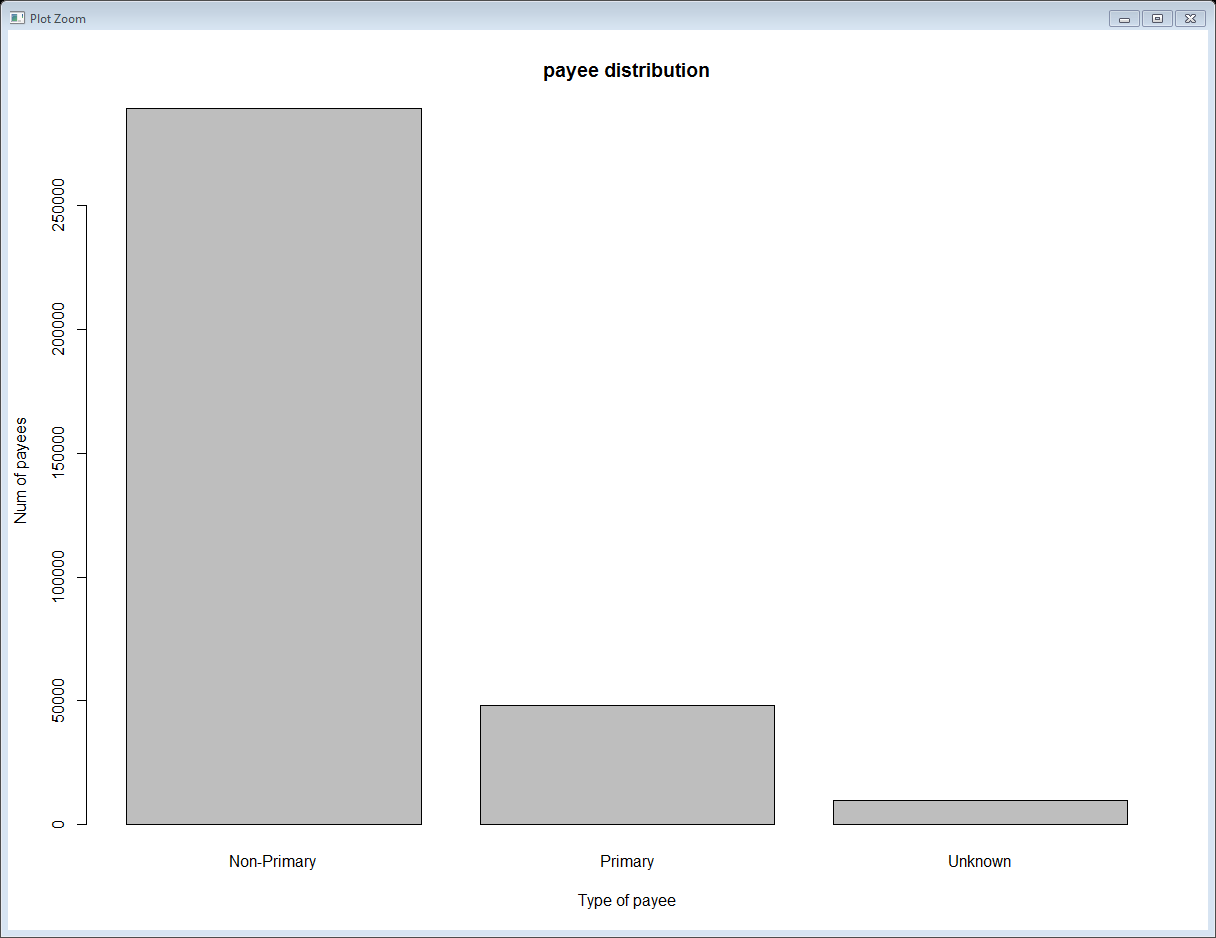 Plot Zoom
payee distribution
Num of payees
250000
200000
150000
100000
50000
0
Non-Primary
Primary
Unknown
Type of payee